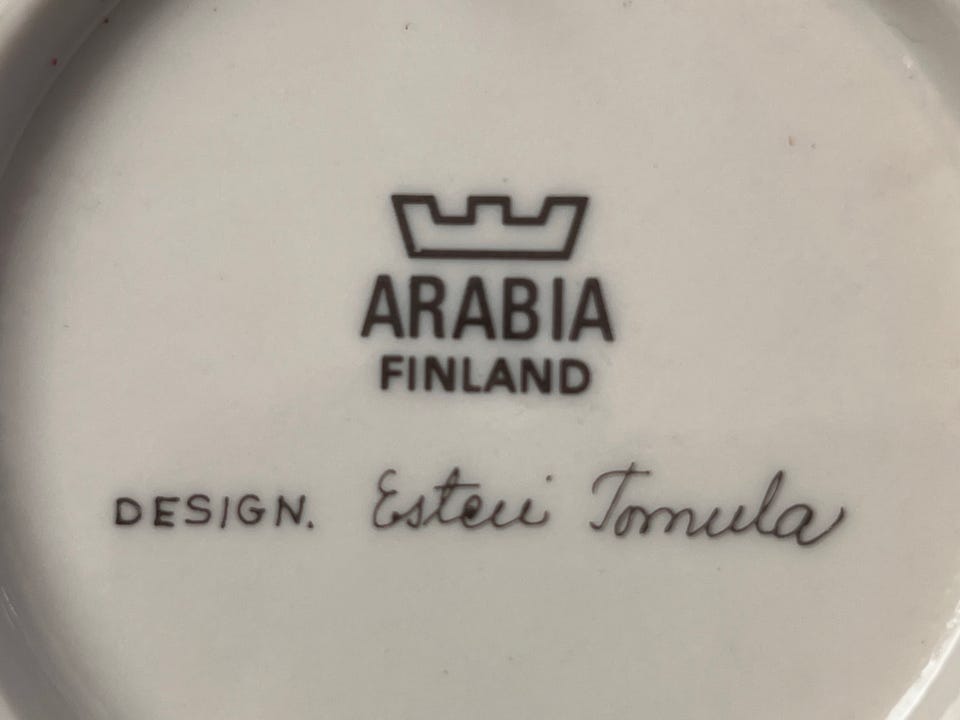 ARABIA
FINLAND
DESIGN. Esteri Tomula